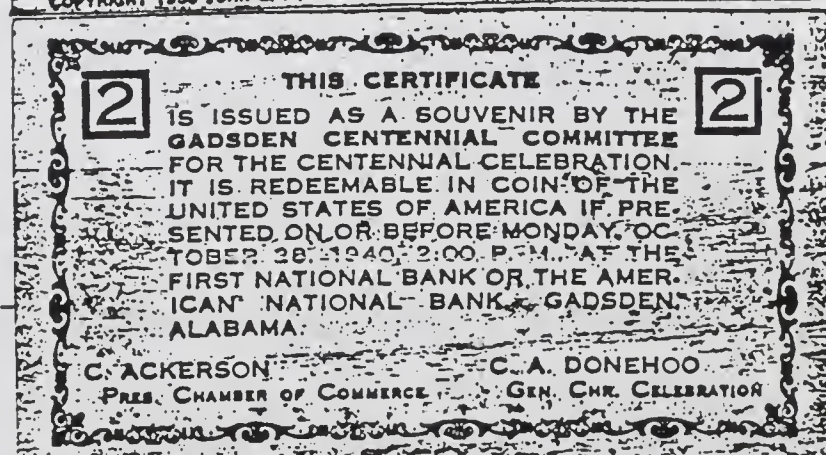 COPYRIGHT
THIS CERTIFICATE
2 2
IS ISSUED AS A SOUVENIR BY THE
GADSDEN CENTENNIAL COMMITTEE
FOR THE CENTENNIAL CELEBRATION.
IT IS REDEEMABLE IN COIN OF THE
UNITED STATES OF AMERICA IF PRE-
SENTED ON OR BEFORE MONDAY, OC-
TOBER 28, 1940, 2:00 P.M., AT THE
FIRST NATIONAL BANK OR THE AMER-
ICAN NATIONAL BANK, GADSDEN,
ALABAMA.
C. ACKERSON C. A. DONEHOO
PRES. CHAMBER OF COMMERCE GEN. CHR. CELEBRATION